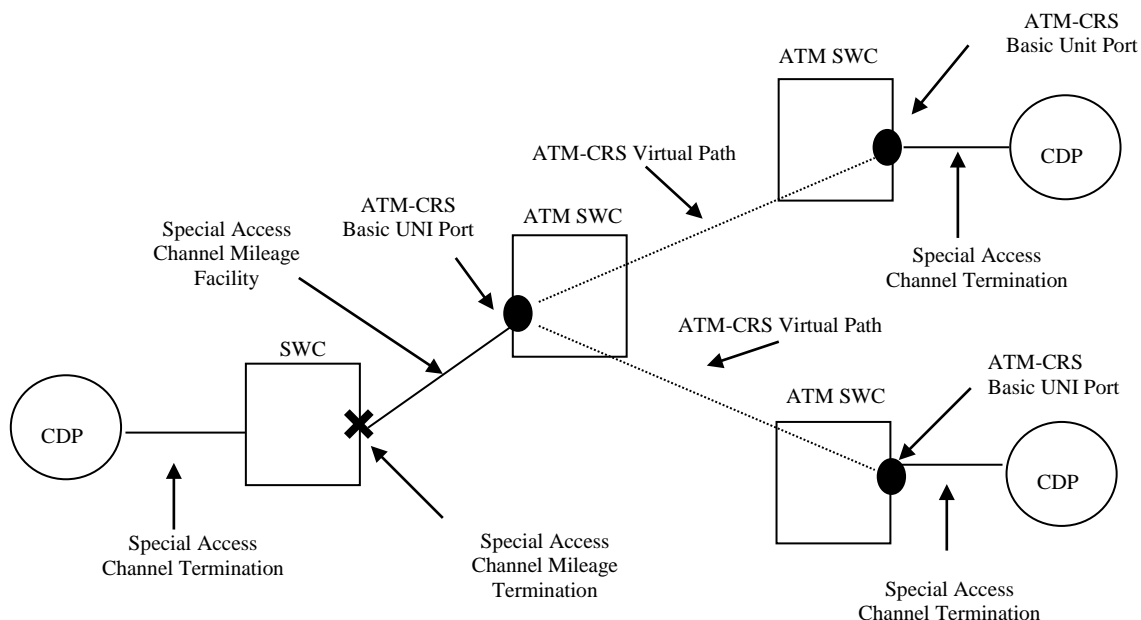 ATM-CRS
Basic Unit Port
ATM SWC
CDP
ATM-CRS Virtual Path
ATM-CRS
Basic UNI Port
ATM SWC
Special Access
Channel Mileage
Facility
Special Access
Channel Termination
ATM-CRS Virtual Path
SWC
ATM-CRS
Basic UNI Port
ATM SWC
CDP
CDP
Special Access
Channel Termination
Special Access
Channel Mileage
Termination
Special Access
Channel Termination